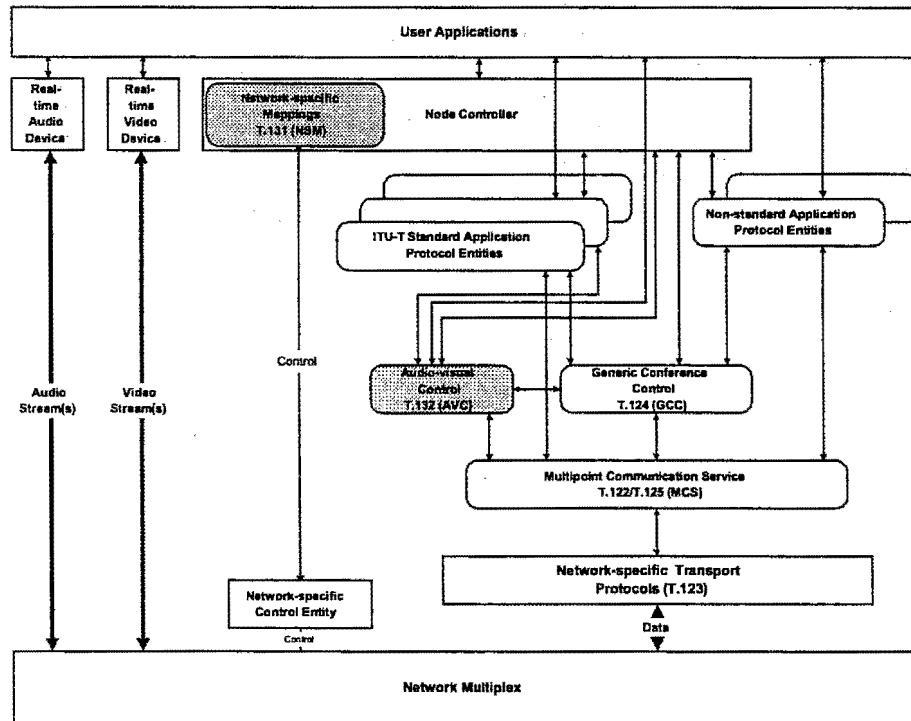 User Applications
Real-
time
Audio
Device
Real-
time
Video
Device
Network-specific
Mappings
T.131 (NSM)
Node Controller
ITU-T Standard Application
Protocol Entities
Non-standard Application
Protocol Entities
Control
Audio
Stream(s)
Video
Stream(s)
Audio-visual
Control
T.132 (AVC)
Generic Conference
Control
T.124 (GCC)
Multipoint Communication Service
T.122/T.125 (MCS)
Network-specific Transport
Protocols (T.123)
Network-specific
Control Entity
Control
Data
Network Multiplex